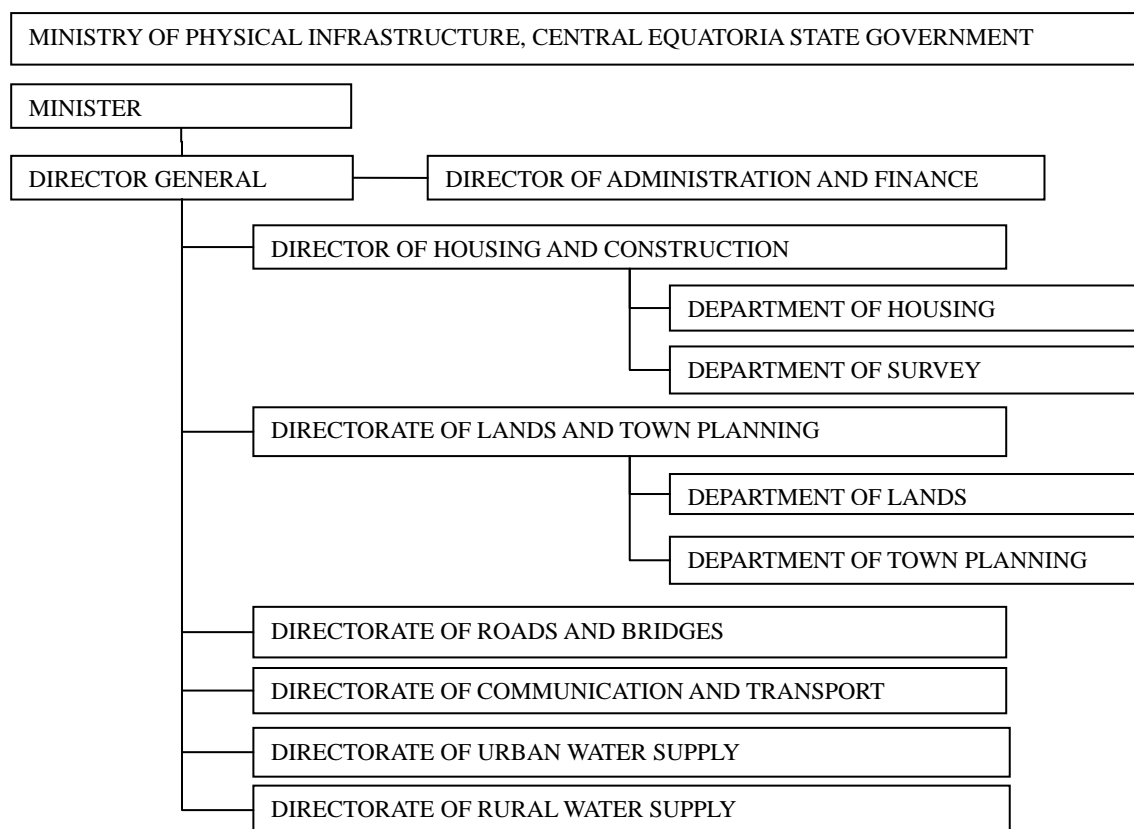 MINISTRY OF PHYSICAL INFRASTRUCTURE, CENTRAL EQUATORIA STATE GOVERNMENT
MINISTER
DIRECTOR GENERAL
DIRECTOR OF ADMINISTRATION AND FINANCE
DIRECTOR OF HOUSING AND CONSTRUCTION
DEPARTMENT OF HOUSING
DEPARTMENT OF SURVEY
DIRECTORATE OF LANDS AND TOWN PLANNING
DEPARTMENT OF LANDS
DEPARTMENT OF TOWN PLANNING
DIRECTORATE OF ROADS AND BRIDGES
DIRECTORATE OF COMMUNICATION AND TRANSPORT
DIRECTORATE OF URBAN WATER SUPPLY
DIRECTORATE OF RURAL WATER SUPPLY